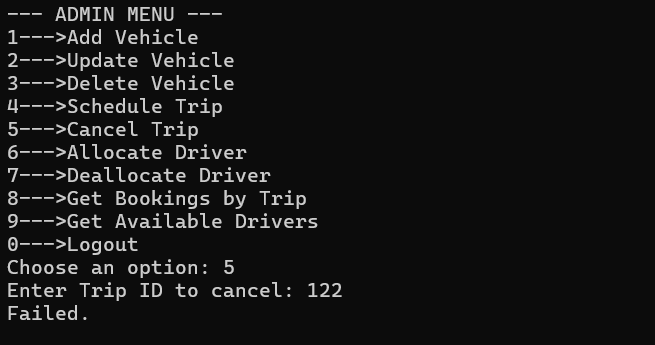 --- ADMIN MENU ---
1--->Add Vehicle
2--->Update Vehicle
3--->Delete Vehicle
4--->Schedule Trip
5--->Cancel Trip
6--->Allocate Driver
7--->Deallocate Driver
8--->Get Bookings by Trip
9--->Get Available Drivers
0--->Logout
Choose an option: 5
Enter Trip ID to cancel: 122
Failed.